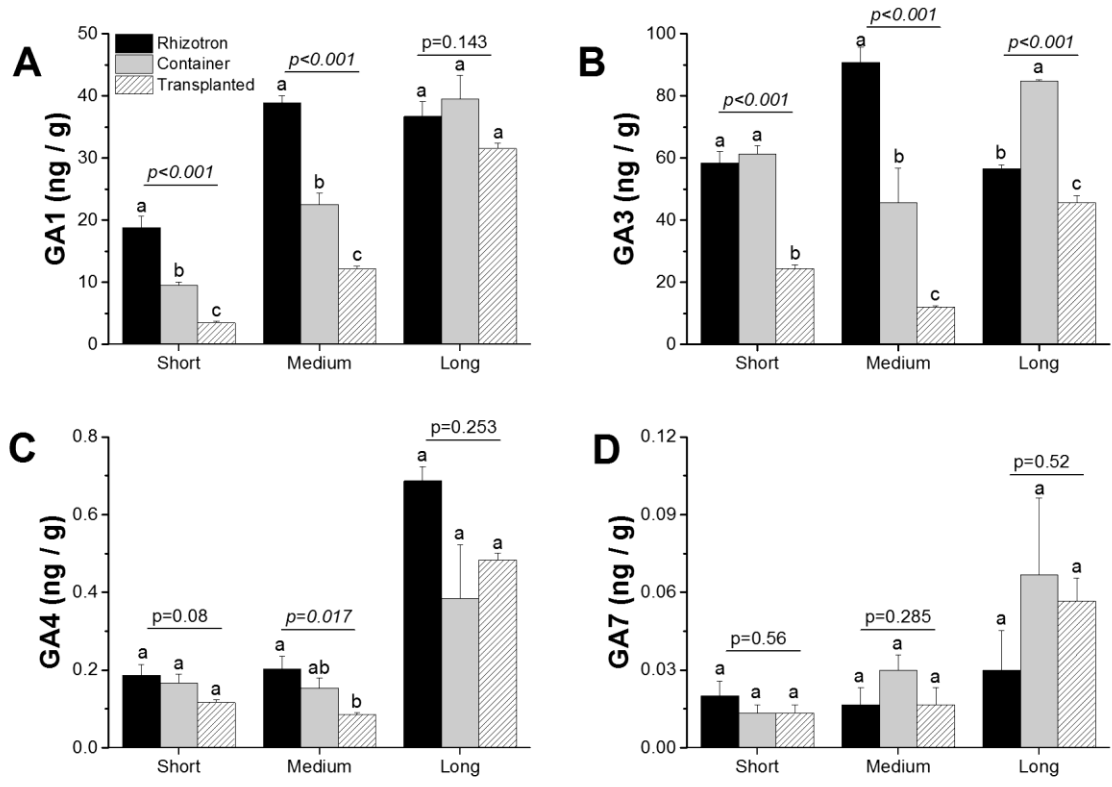 A
GA1 (ng / g)
50
40
30
20
10
0
Rhizotron
Container
Transplanted
p<0.001
a
b
c
p<0.001
a
b
c
p=0.143
a
a
a
Short
Medium
Long
B
GA3 (ng / g)
100
80
60
40
20
0
p<0.001
a
a
b
p<0.001
a
b
c
p<0.001
b
a
c
Short
Medium
Long
C
GA4 (ng / g)
0.8
0.6
0.4
0.2
0.0
p=0.08
a
a
a
p=0.017
a
ab
b
p=0.253
a
a
a
Short
Medium
Long
D
GA7 (ng / g)
0.12
0.09
0.06
0.03
0.00
p=0.56
a
a
a
p=0.285
a
a
a
p=0.52
a
a
a
Short
Medium
Long